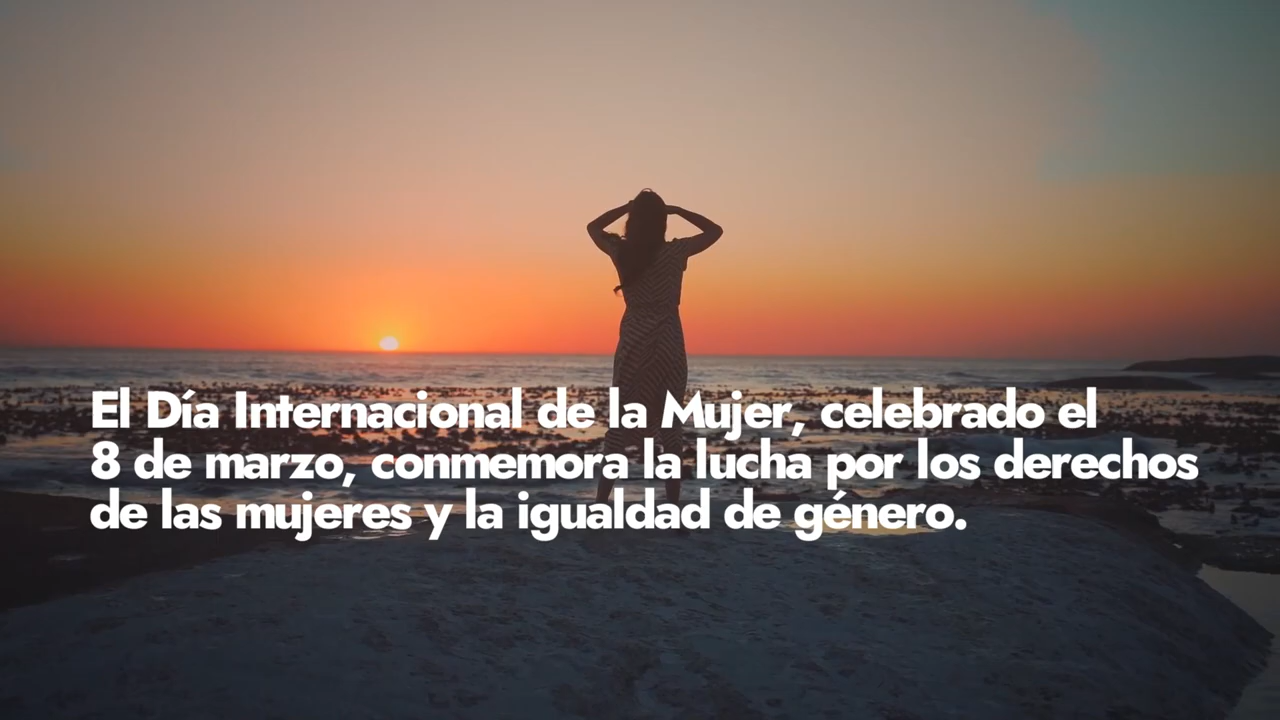 El Día Internacional de la Mujer, celebrado el
8 de marzo, conmemora la lucha por los derechos
de las mujeres y la igualdad de género.